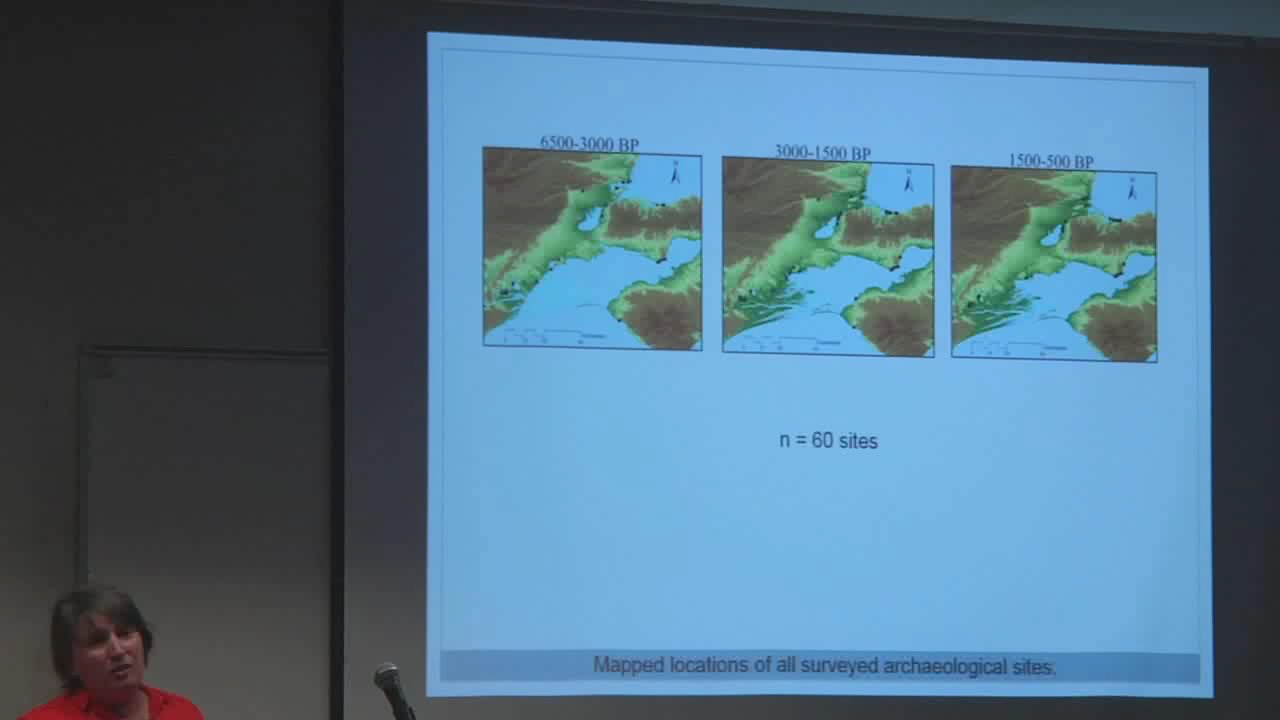 6500-3000 BP
3000-1500 BP
1500-500 BP
N
N
N
n = 60 sites
Mapped locations of all surveyed archaeological sites.